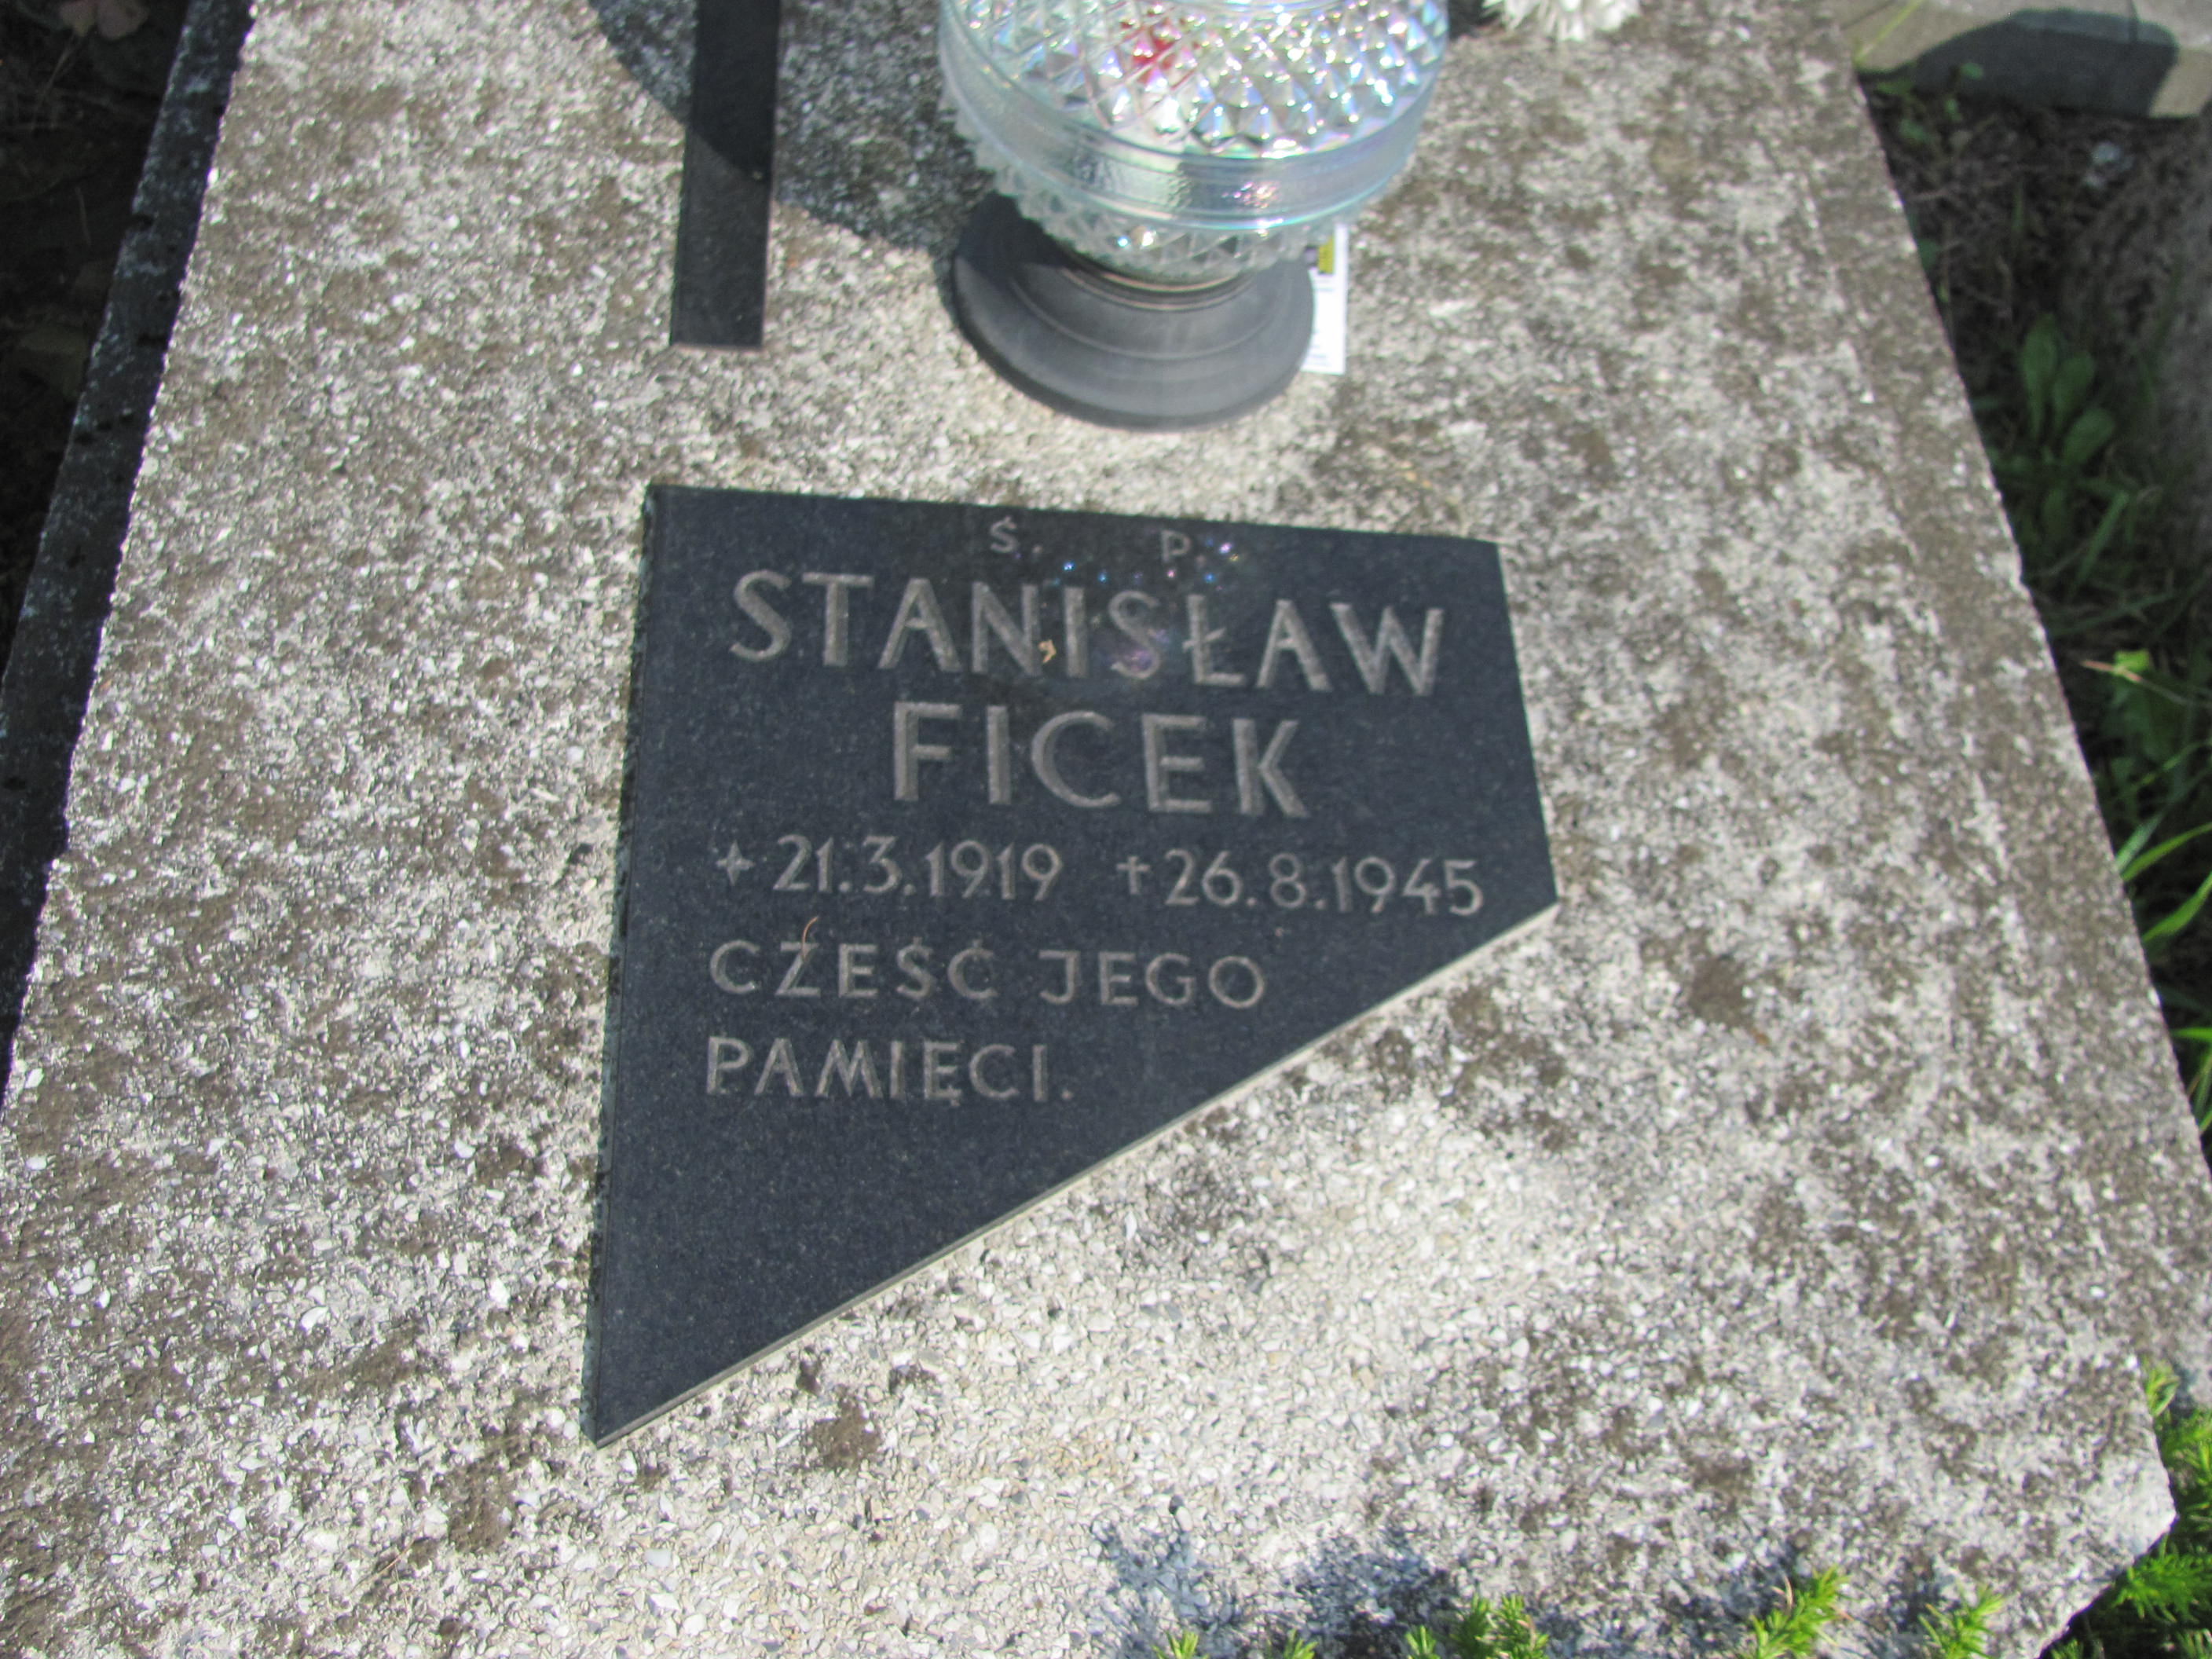 Ś. P.
STANISŁAW
FICEK
✦ 21.3.1919 ✝ 26.8.1945
CZEŚĆ JEGO
PAMIĘCI.